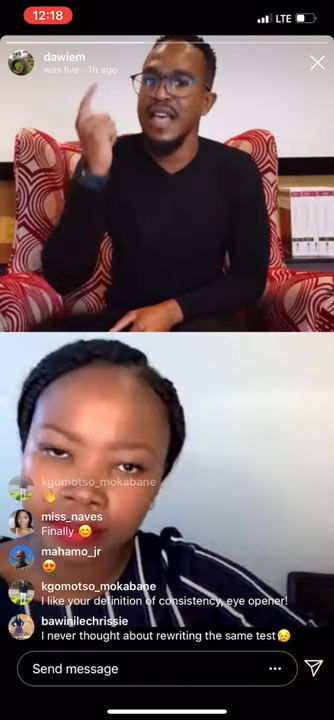 12:18
LTE
dawiem
was live · 1h ago
kgomotso_mokabane
👋
miss_naves
Finally 😊
mahamo_jr
😍
kgomotso_mokabane
I like your definition of consistency, eye opener!
bawinilechrissie
I never thought about rewriting the same test😢
Send message